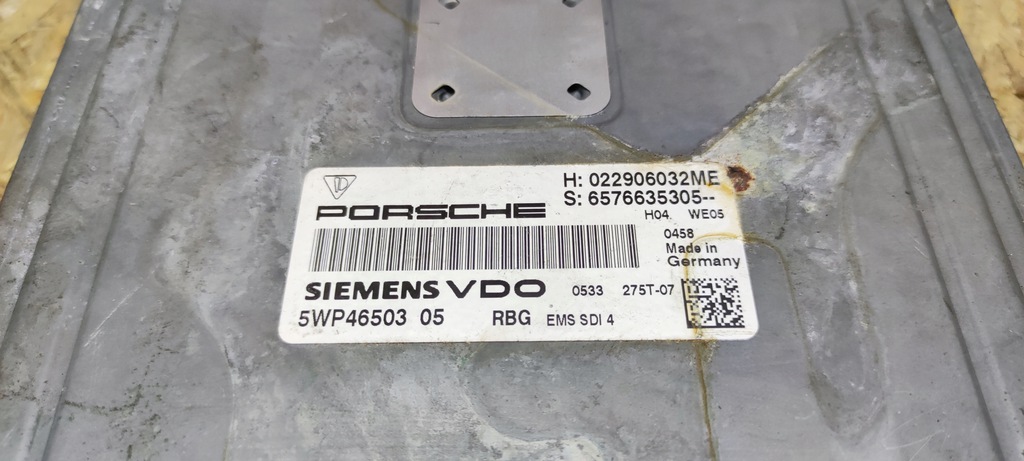 H: 022906032ME
S: 6576635305--
PORSCHE
H04 WE05
0458
Made in
Germany
SIEMENS VDO 0533 275T-07
5WP46503 05 RBG EMS SDI 4